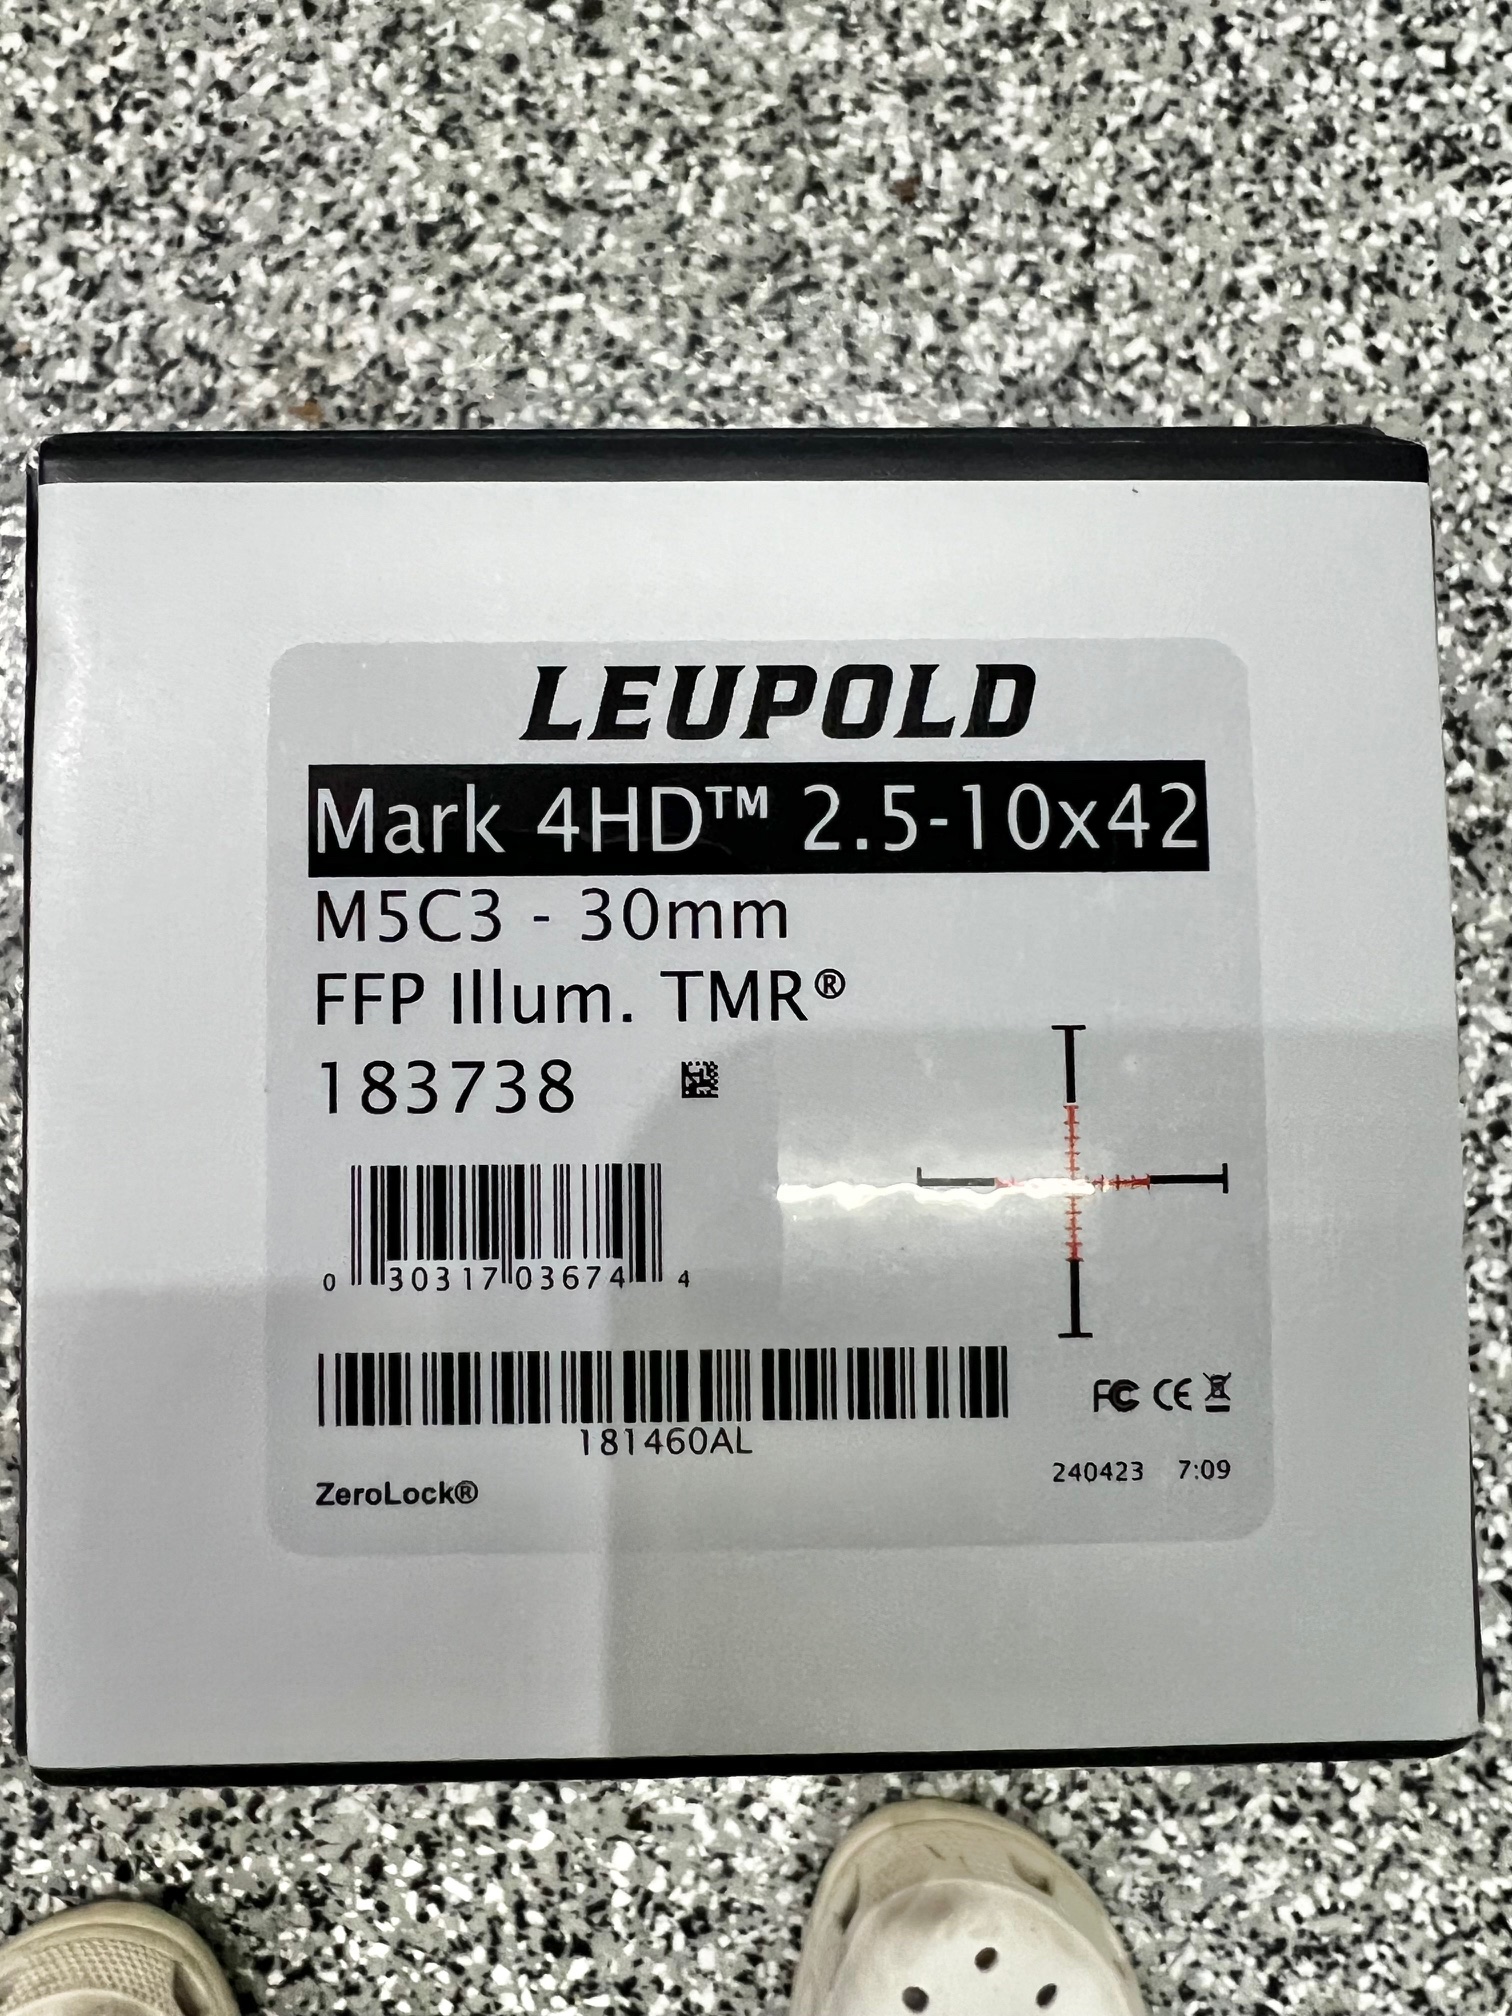 LEUPOLD
Mark 4HD™ 2.5-10x42
M5C3 - 30mm
FFP Illum. TMR®
183738
0 30317 03674 4
181460AL
FC CE
240423 7:09
ZeroLock®